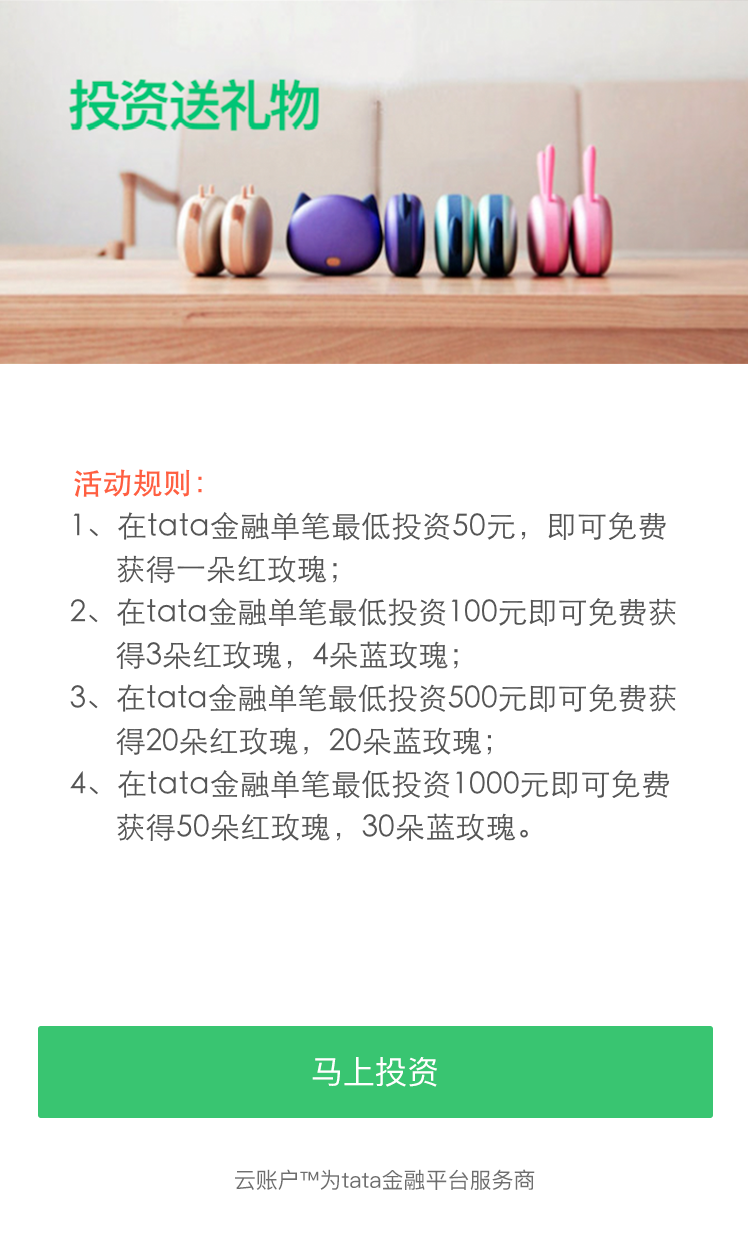 投资送礼物
活动规则：
1、在tata金融单笔最低投资50元，即可免费
获得一朵红玫瑰；
2、在tata金融单笔最低投资100元即可免费获
得3朵红玫瑰，4朵蓝玫瑰；
3、在tata金融单笔最低投资500元即可免费获
得20朵红玫瑰，20朵蓝玫瑰；
4、在tata金融单笔最低投资1000元即可免费
获得50朵红玫瑰，30朵蓝玫瑰。
马上投资
云账户™为tata金融平台服务商